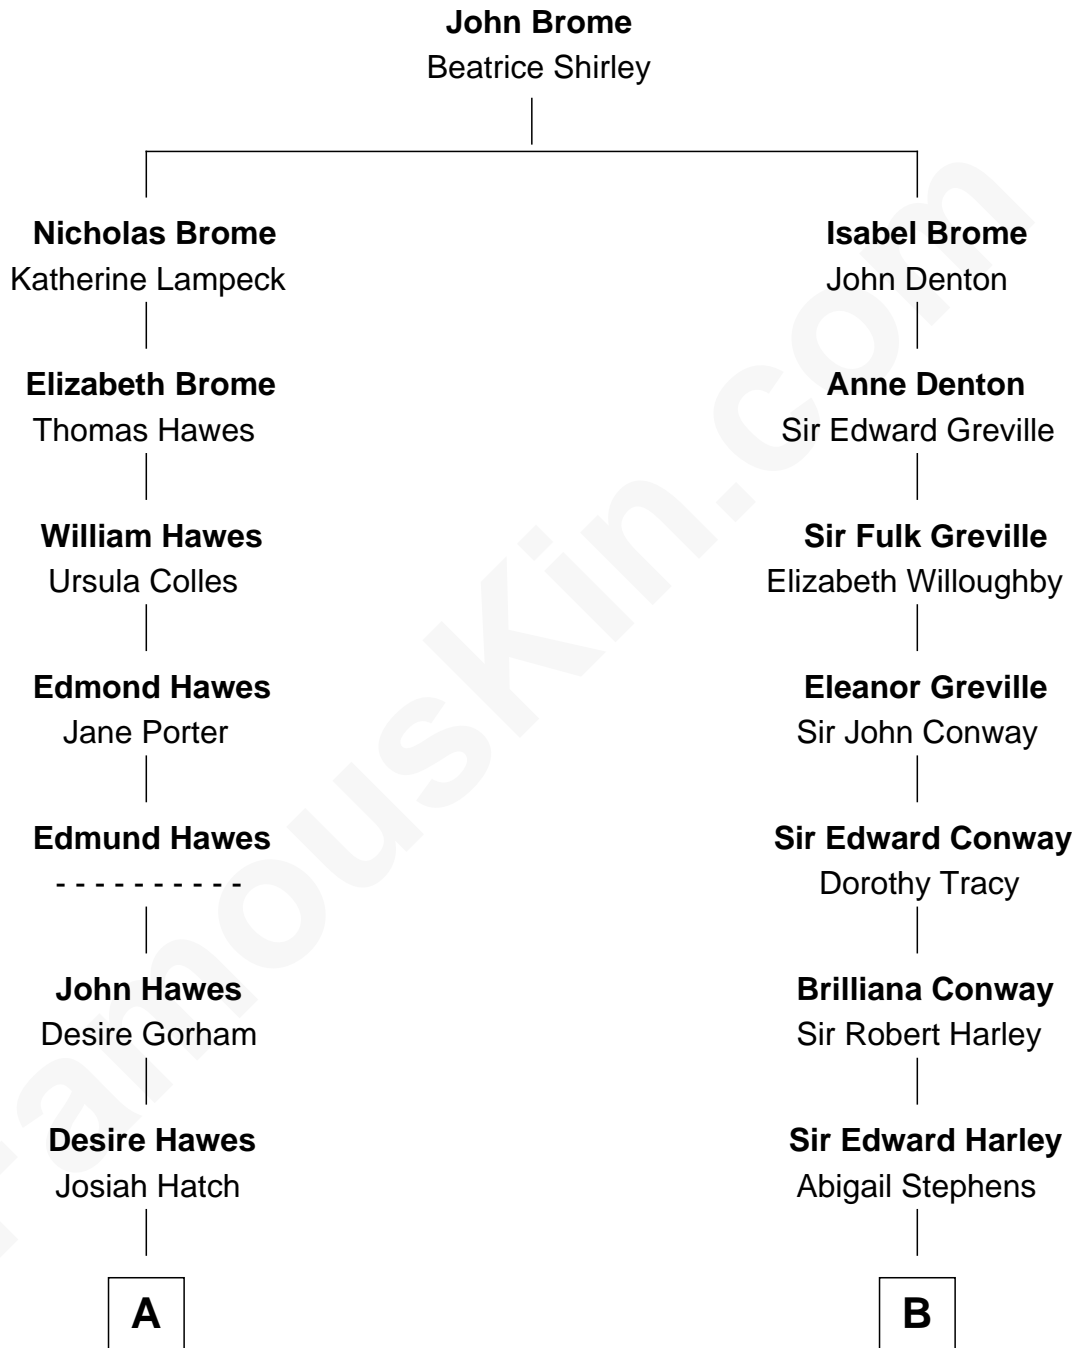 John Brome
Beatrice Shirley
Nicholas Brome
Katherine Lampeck
Isabel Brome
John Denton
Elizabeth Brome
Thomas Hawes
Anne Denton
Sir Edward Greville
William Hawes
Ursula Colles
Sir Fulk Greville
Elizabeth Willoughby
Edmond Hawes
Jane Porter
Eleanor Greville
Sir John Conway
Edmund Hawes
- - - - - - - - - -
Sir Edward Conway
Dorothy Tracy
John Hawes
Desire Gorham
Brilliana Conway
Sir Robert Harley
Desire Hawes
Josiah Hatch
Sir Edward Harley
Abigail Stephens
A
B
FamousKin.com